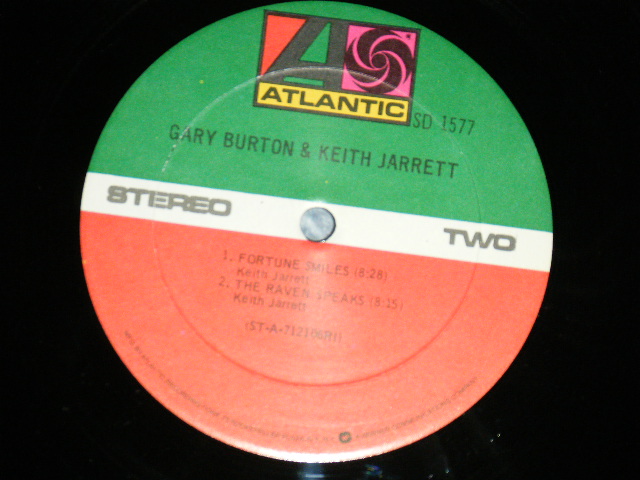 ATLANTIC
SD 1577
GARY BURTON & KEITH JARRETT
STEREO
TWO
1. FORTUNE SMILES (8:28)
Keith Jarrett
2. THE RAVEN SPEAKS (8:15)
Keith Jarrett